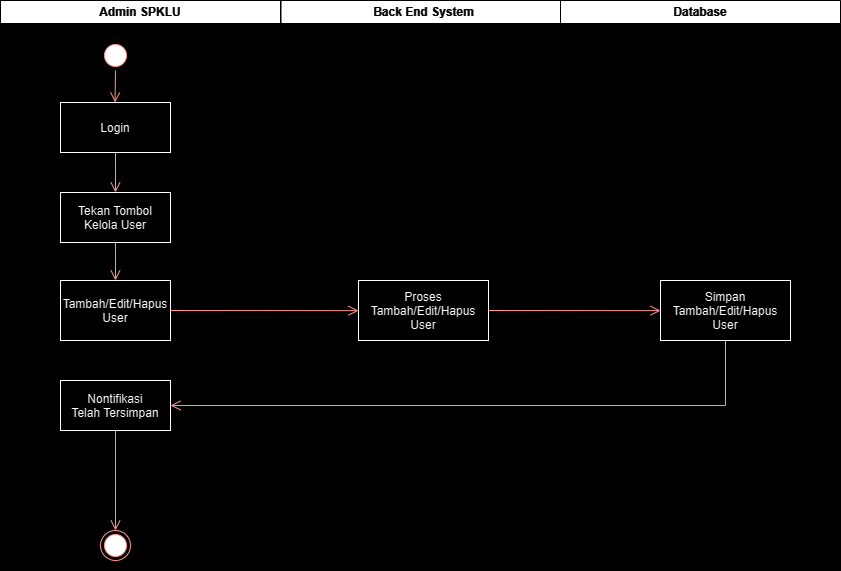 Admin SPKLU
Back End System
Database
Login
Tekan Tombol
Kelola User
Tambah/Edit/Hapus
User
Proses
Tambah/Edit/Hapus
User
Simpan
Tambah/Edit/Hapus
User
Nontifikasi
Telah Tersimpan